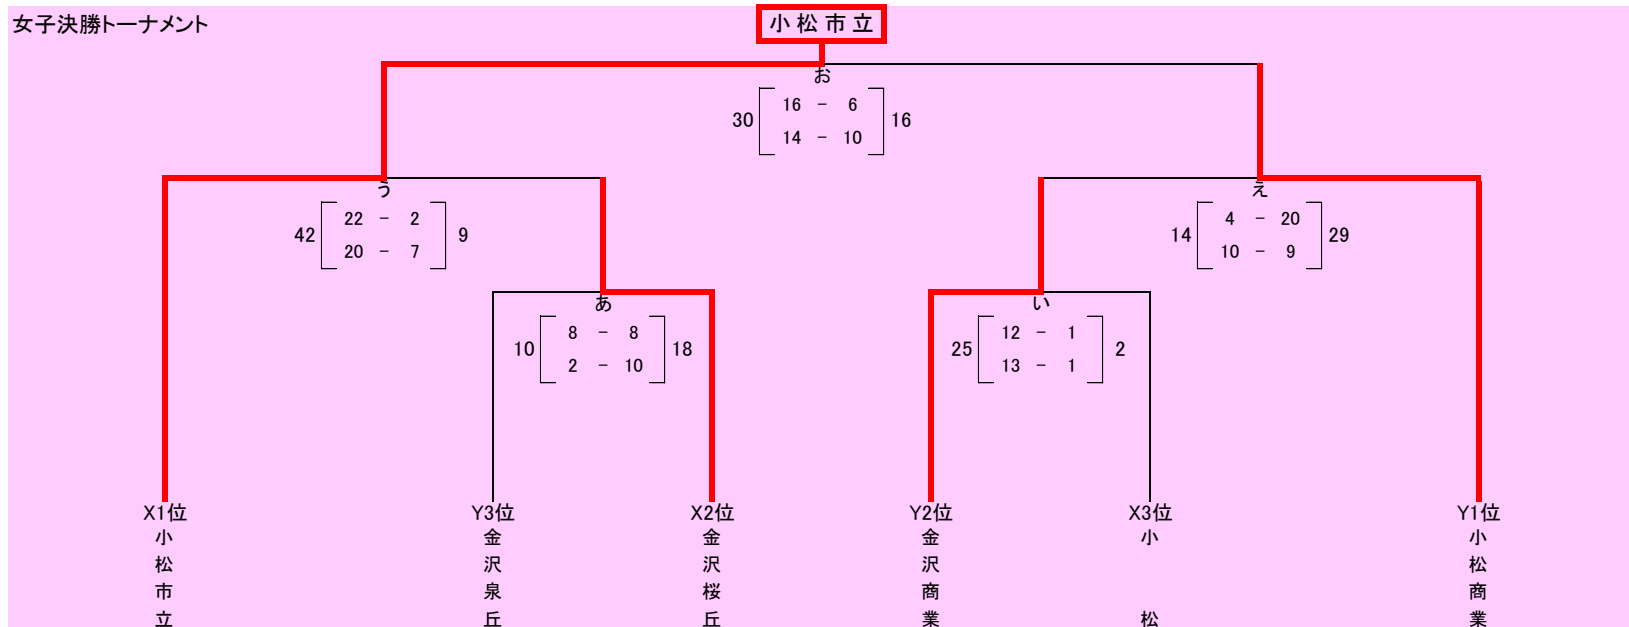 女子決勝トーナメント
小松市立
お
30 16 - 6 16
14 - 10
う
42 22 - 2 9
20 - 7
え
14 4 - 20 29
10 - 9
あ
10 8 - 8 18
2 - 10
い
25 12 - 1 2
13 - 1
X1位
小松市立
Y3位
金沢泉丘
X2位
金沢桜丘
Y2位
金沢商業
X3位
小松
Y1位
小松商業